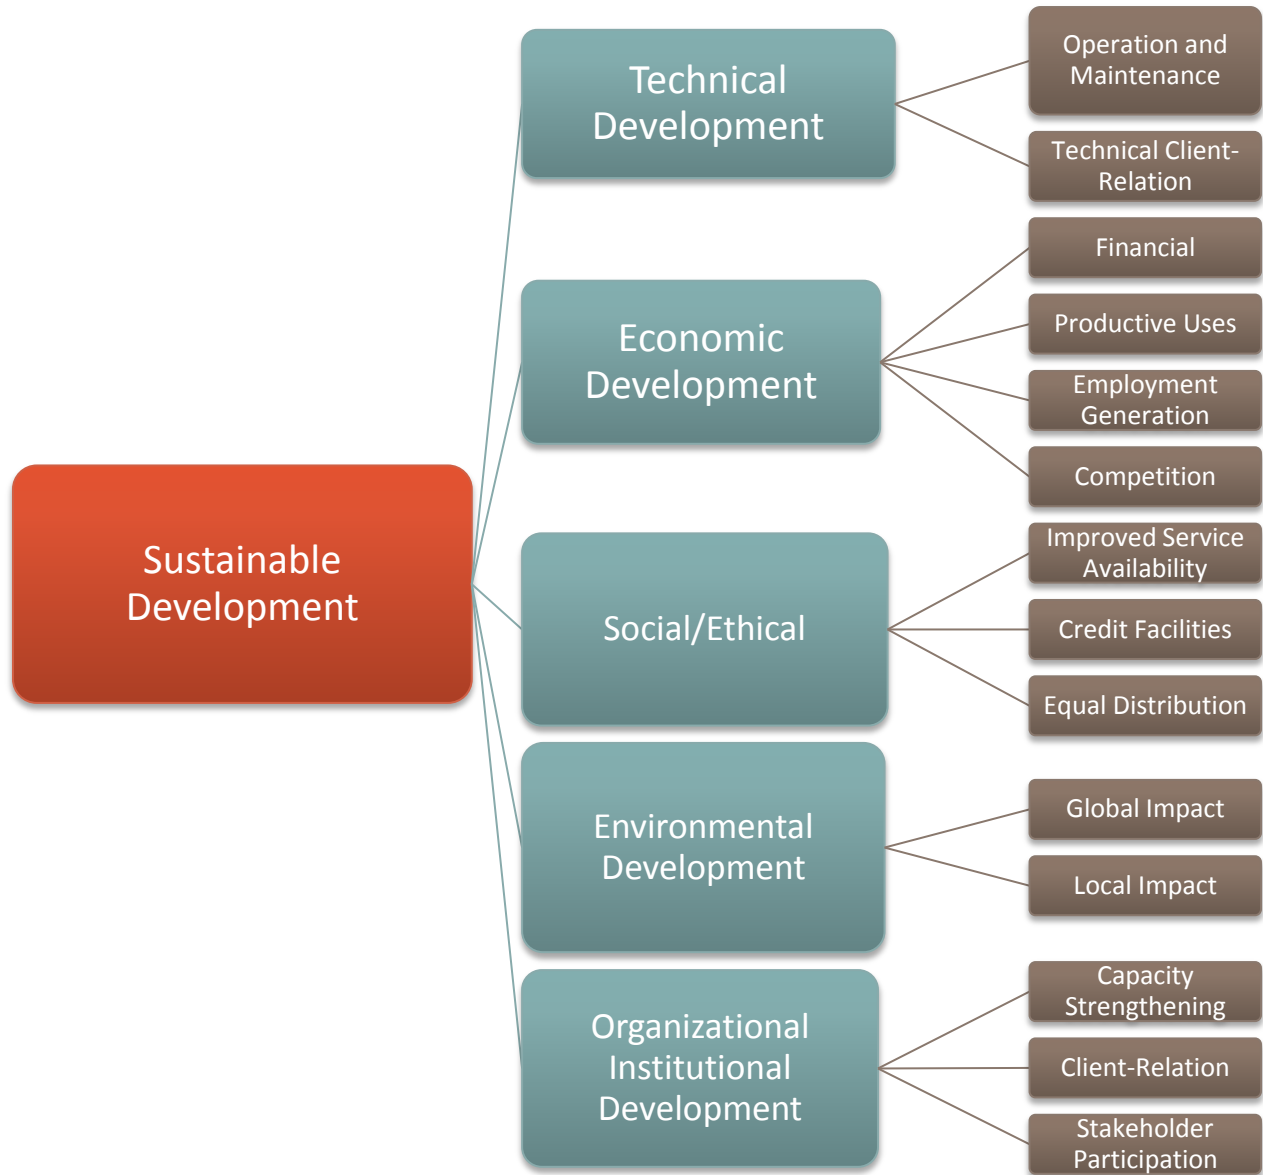 Sustainable
Development
Technical
Development
Operation and
Maintenance
Technical Client-
Relation
Economic
Development
Financial
Productive Uses
Employment
Generation
Competition
Social/Ethical
Improved Service
Availability
Credit Facilities
Equal Distribution
Environmental
Development
Global Impact
Local Impact
Organizational
Institutional
Development
Capacity
Strengthening
Client-Relation
Stakeholder
Participation